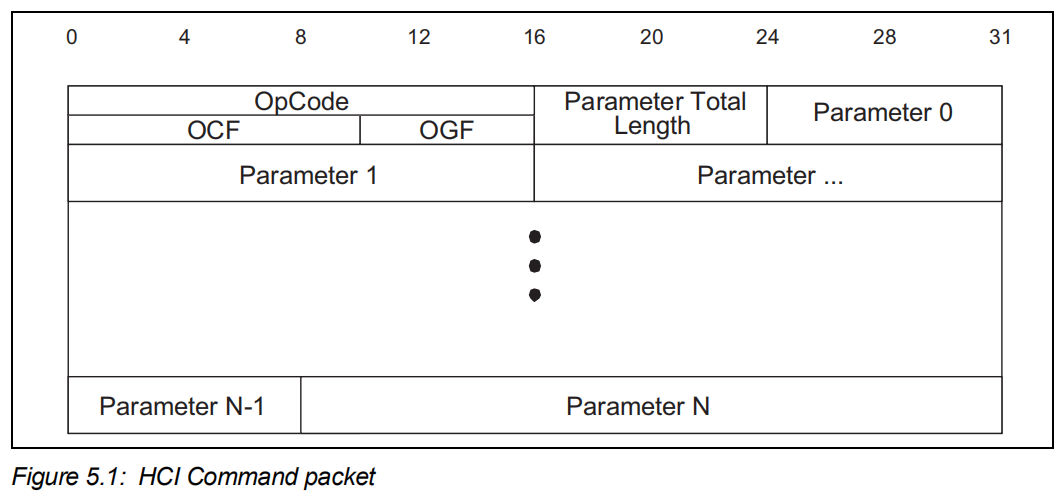 0 4 8 12 16 20 24 28 31
OpCode
Parameter Total
Length
Parameter 0
OCF
OGF
Parameter 1
Parameter ...
Parameter N-1
Parameter N
Figure 5.1: HCI Command packet